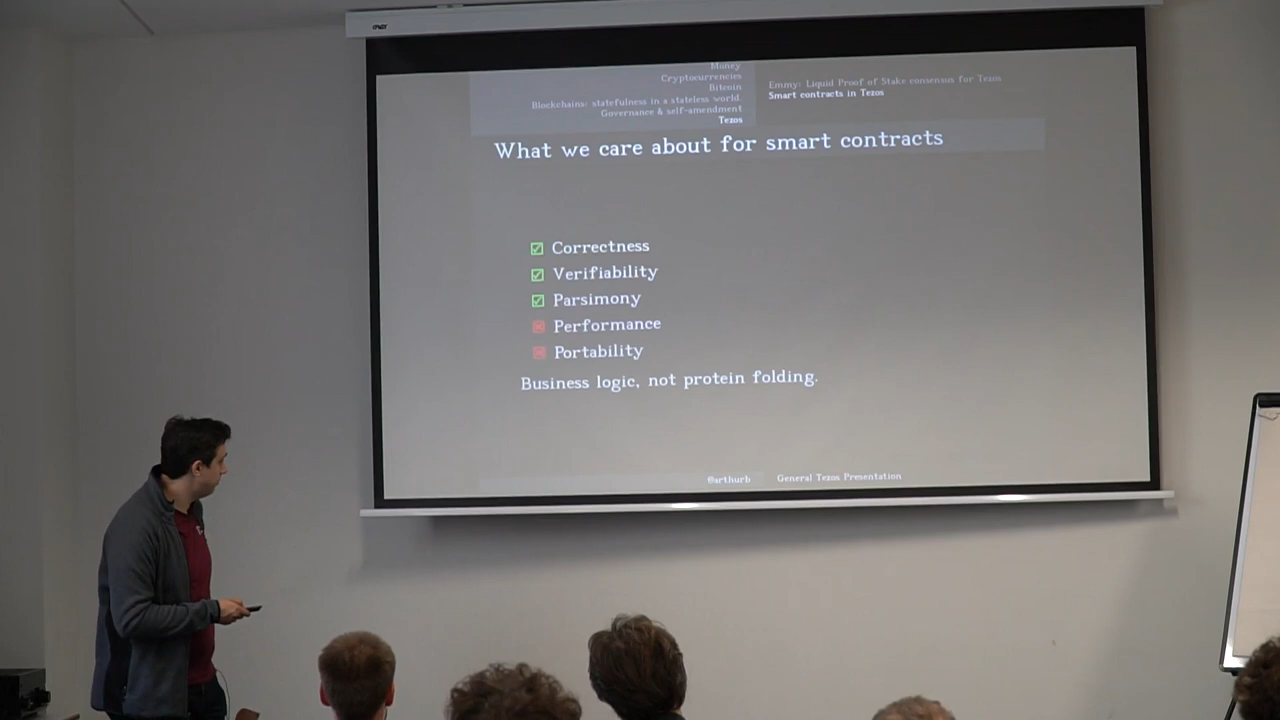 Money
Cryptocurrencies
Bitcoin
Blockchains: statefulness in a stateless world.
Governance & self-amendment
Tezos
Emmy: Liquid Proof of Stake consensus for Tezos
Smart contracts in Tezos
What we care about for smart contracts
Correctness
Verifiability
Parsimony
Performance
Portability
Business logic, not protein folding.
@arthurb General Tezos Presentation